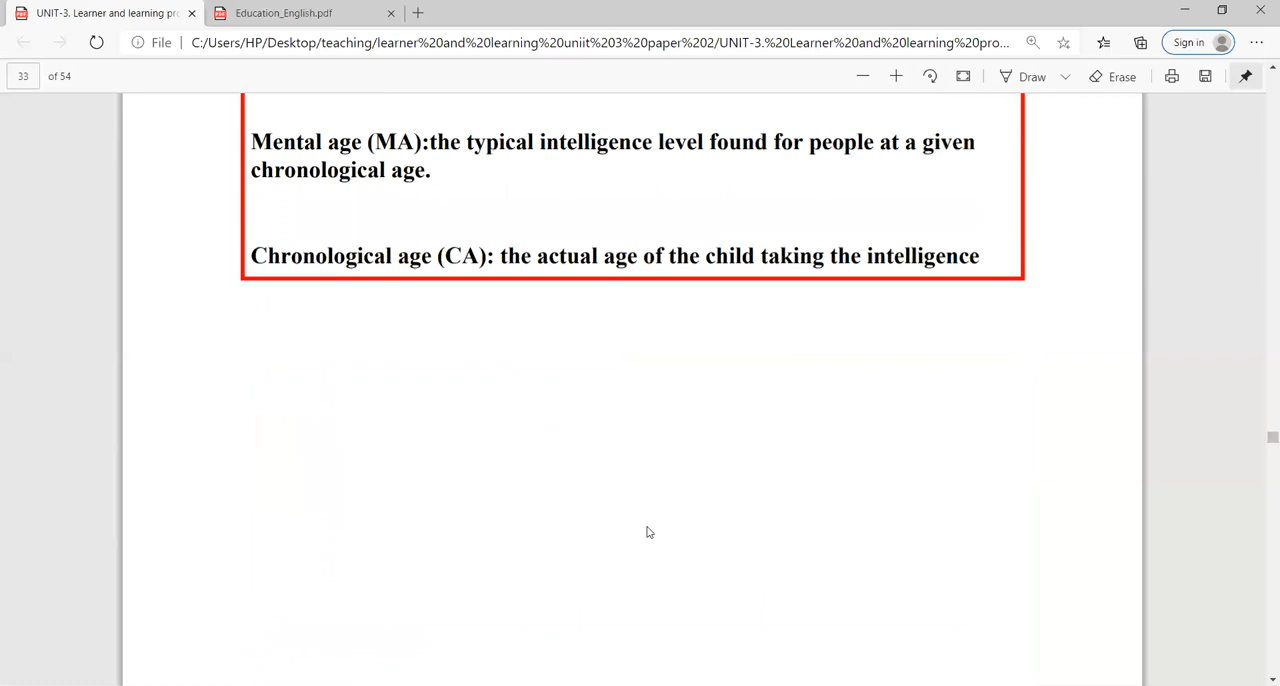 UNIT-3. Learner and learning pr
Education_English.pdf
File
C:/Users/HP/Desktop/teaching/learner%20and%20learning%20uniit%203%20paper%202/UNIT-3.%20Learner%20and%20learning%20pro...
Sign in
33 of 54
Draw
Erase
Mental age (MA):the typical intelligence level found for people at a given
chronological age.
Chronological age (CA): the actual age of the child taking the intelligence